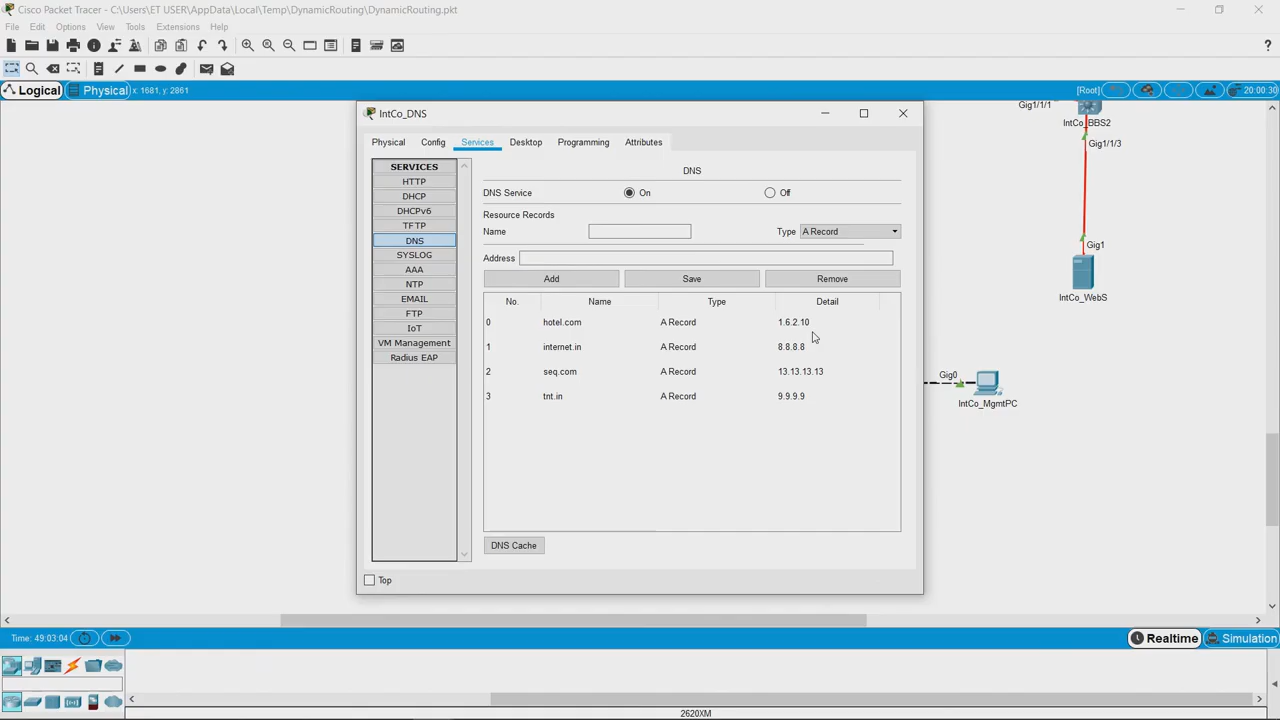 Cisco Packet Tracer - C:\Users\ET USER\AppData\Local\Temp\DynamicRouting\DynamicRouting.pkt
File Edit Options View Tools Extensions Help
Logical Physical x: 1681, y: 2861 [Root] 20:00:30
Gig1/1/1
IntCo_BBS2
Gig1/1/3
Gig1
IntCo_WebS
Gig0
IntCo_MgmtPC
IntCo_DNS
Physical Config Services Desktop Programming Attributes
SERVICES
HTTP
DHCP
DHCPv6
TFTP
DNS
SYSLOG
AAA
NTP
EMAIL
FTP
IoT
VM Management
Radius EAP
DNS
DNS Service On Off
Resource Records
Name Type A Record
Address
Add Save Remove
No. Name Type Detail
0 hotel.com A Record 1.6.2.10
1 internet.in A Record 8.8.8.8
2 seq.com A Record 13.13.13.13
3 tnt.in A Record 9.9.9.9
DNS Cache
Top
Time: 49:03:04 Realtime Simulation
2620XM